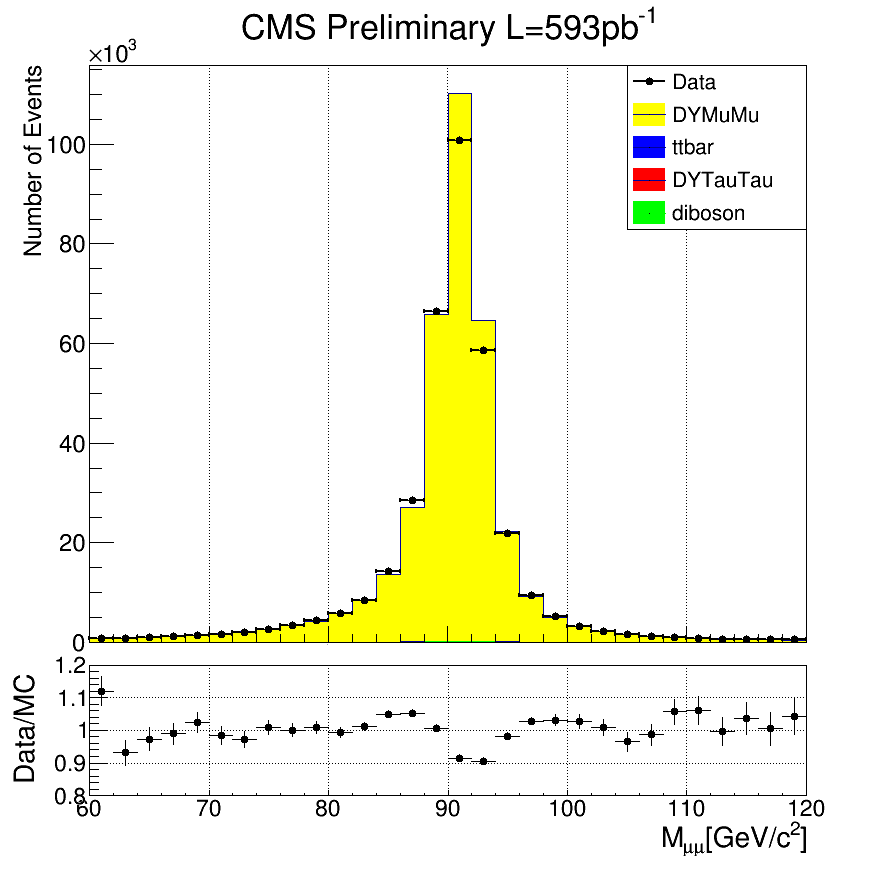 CMS Preliminary L=593pb⁻¹
×10³
Number of Events
100
80
60
40
20
0
Data
DYMuMu
ttbar
DYTauTau
diboson
Data/MC
1.2
1.1
1
0.9
0.8
60 70 80 90 100 110 120
M_μμ[GeV/c²]